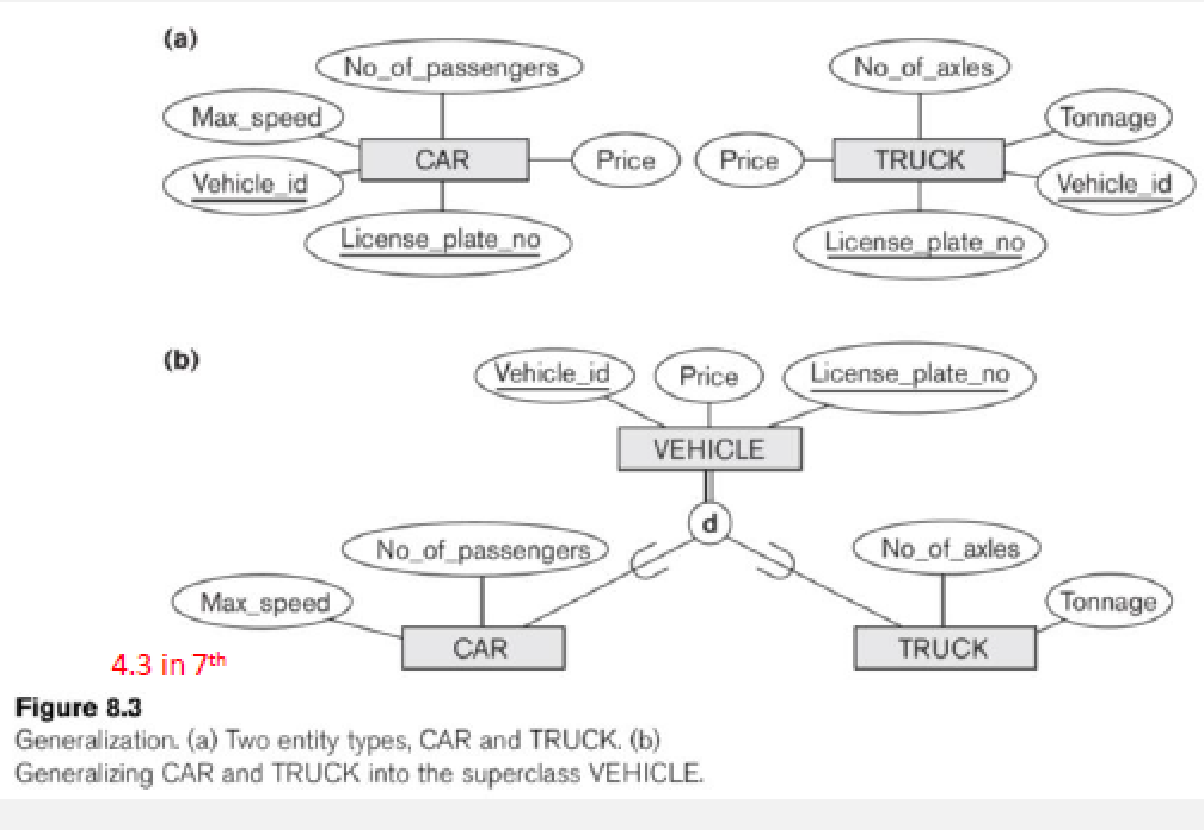 (a)
No_of_passengers
No_of_axles
Max_speed
Tonnage
CAR
Price
Price
TRUCK
Vehicle_id
Vehicle_id
License_plate_no
License_plate_no
(b)
Vehicle_id
Price
License_plate_no
VEHICLE
d
No_of_passengers
No_of_axles
Max_speed
Tonnage
CAR
TRUCK
4.3 in 7th
Figure 8.3
Generalization. (a) Two entity types, CAR and TRUCK. (b)
Generalizing CAR and TRUCK into the superclass VEHICLE.